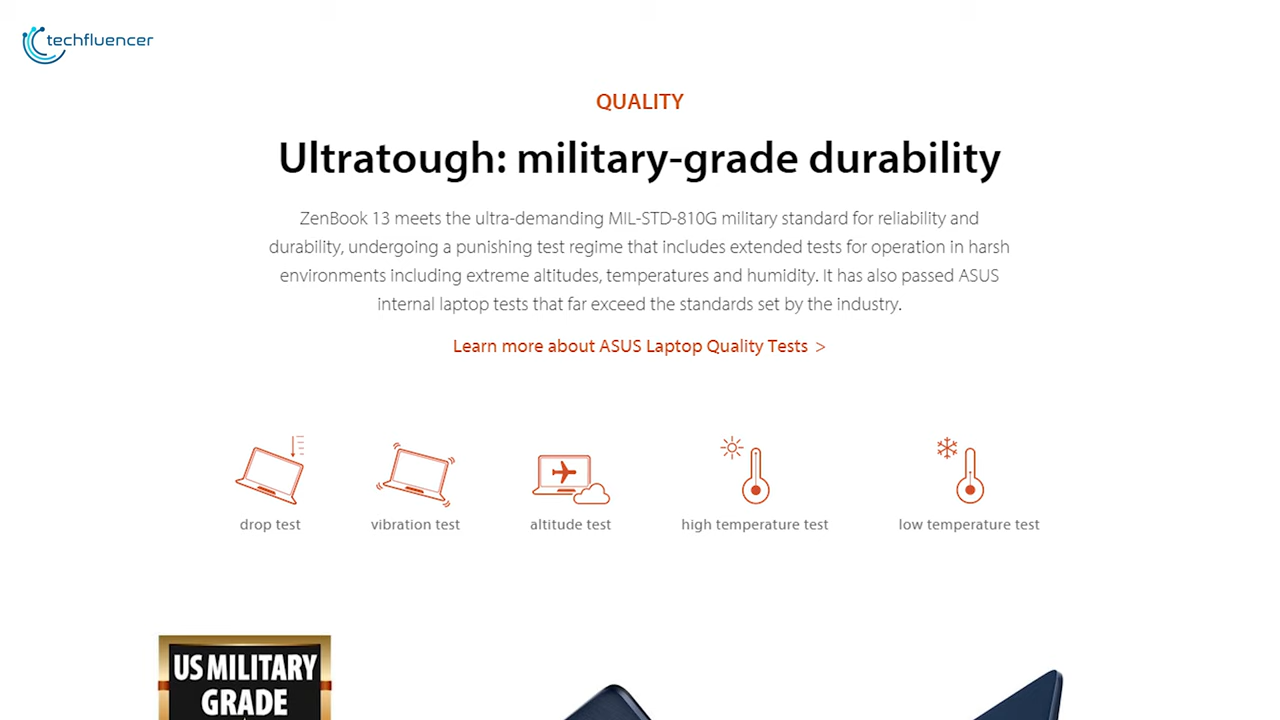 techfluencer
QUALITY
Ultratough: military-grade durability
ZenBook 13 meets the ultra-demanding MIL-STD-810G military standard for reliability and
durability, undergoing a punishing test regime that includes extended tests for operation in harsh
environments including extreme altitudes, temperatures and humidity. It has also passed ASUS
internal laptop tests that far exceed the standards set by the industry.
Learn more about ASUS Laptop Quality Tests >
drop test
vibration test
altitude test
high temperature test
low temperature test
US MILITARY
GRADE